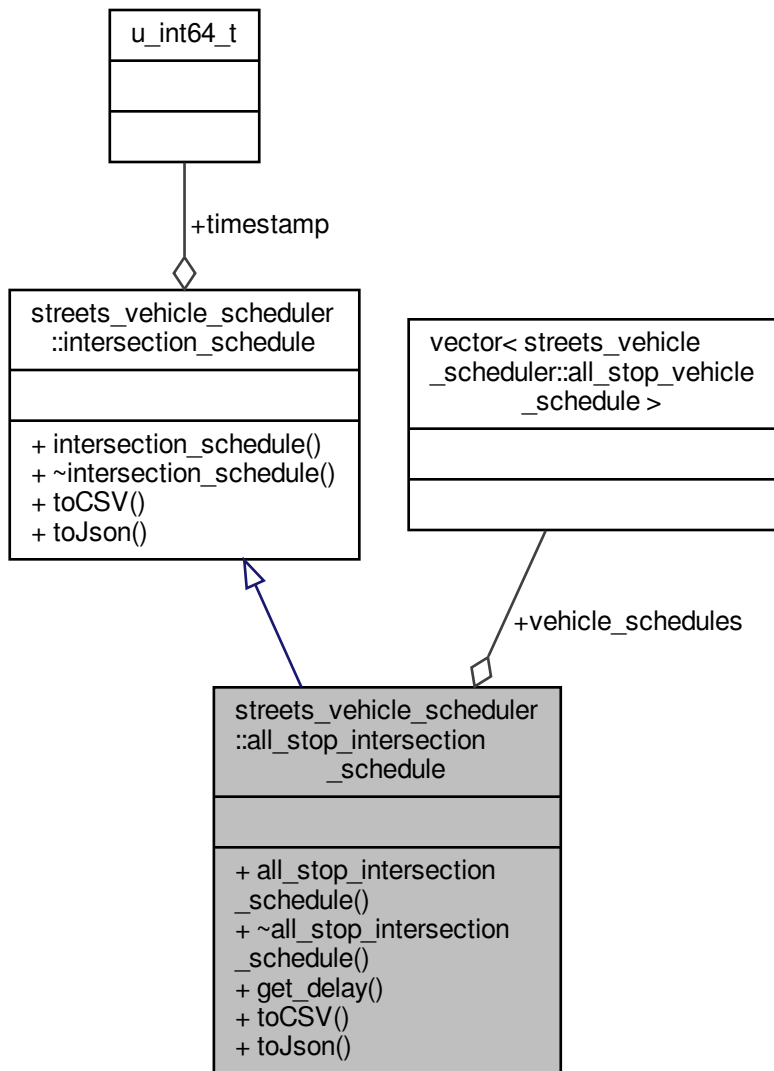 u_int64_t
+timestamp
streets_vehicle_scheduler
::intersection_schedule
+ intersection_schedule()
+ ~intersection_schedule()
+ toCSV()
+ toJson()
vector< streets_vehicle
_scheduler::all_stop_vehicle
_schedule >
+vehicle_schedules
streets_vehicle_scheduler
::all_stop_intersection
_schedule
+ all_stop_intersection
_schedule()
+ ~all_stop_intersection
_schedule()
+ get_delay()
+ toCSV()
+ toJson()